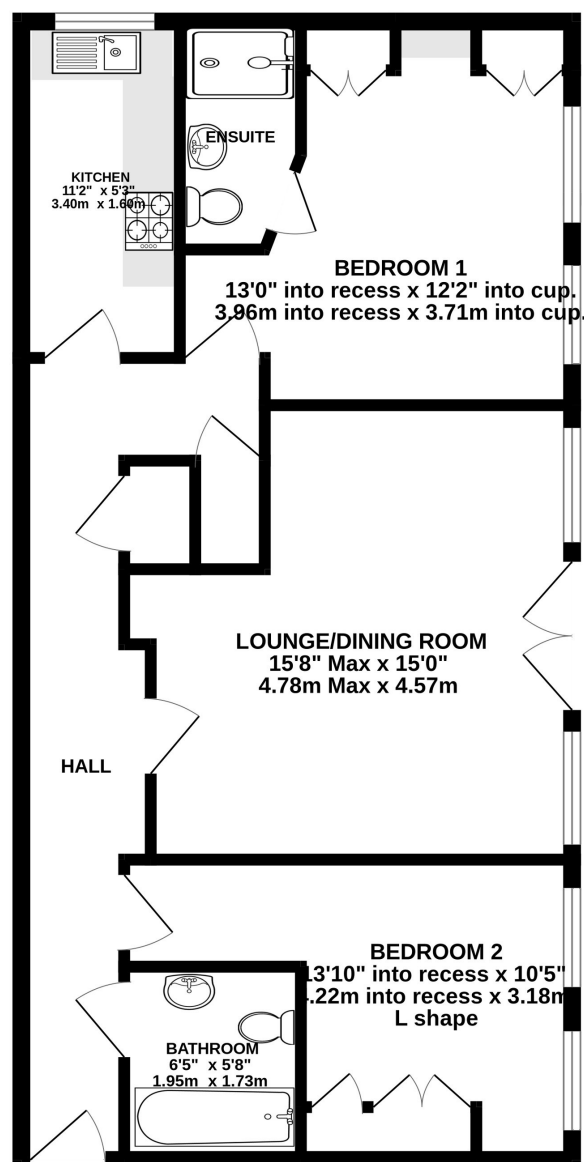 ENSUITE
KITCHEN
11'2" x 5'3"
3.40m x 1.60m
BEDROOM 1
13'0" into recess x 12'2" into cup.
3.96m into recess x 3.71m into cup.
LOUNGE/DINING ROOM
15'8" Max x 15'0"
4.78m Max x 4.57m
HALL
BEDROOM 2
13'10" into recess x 10'5"
4.22m into recess x 3.18m
L shape
BATHROOM
6'5" x 5'8"
1.95m x 1.73m